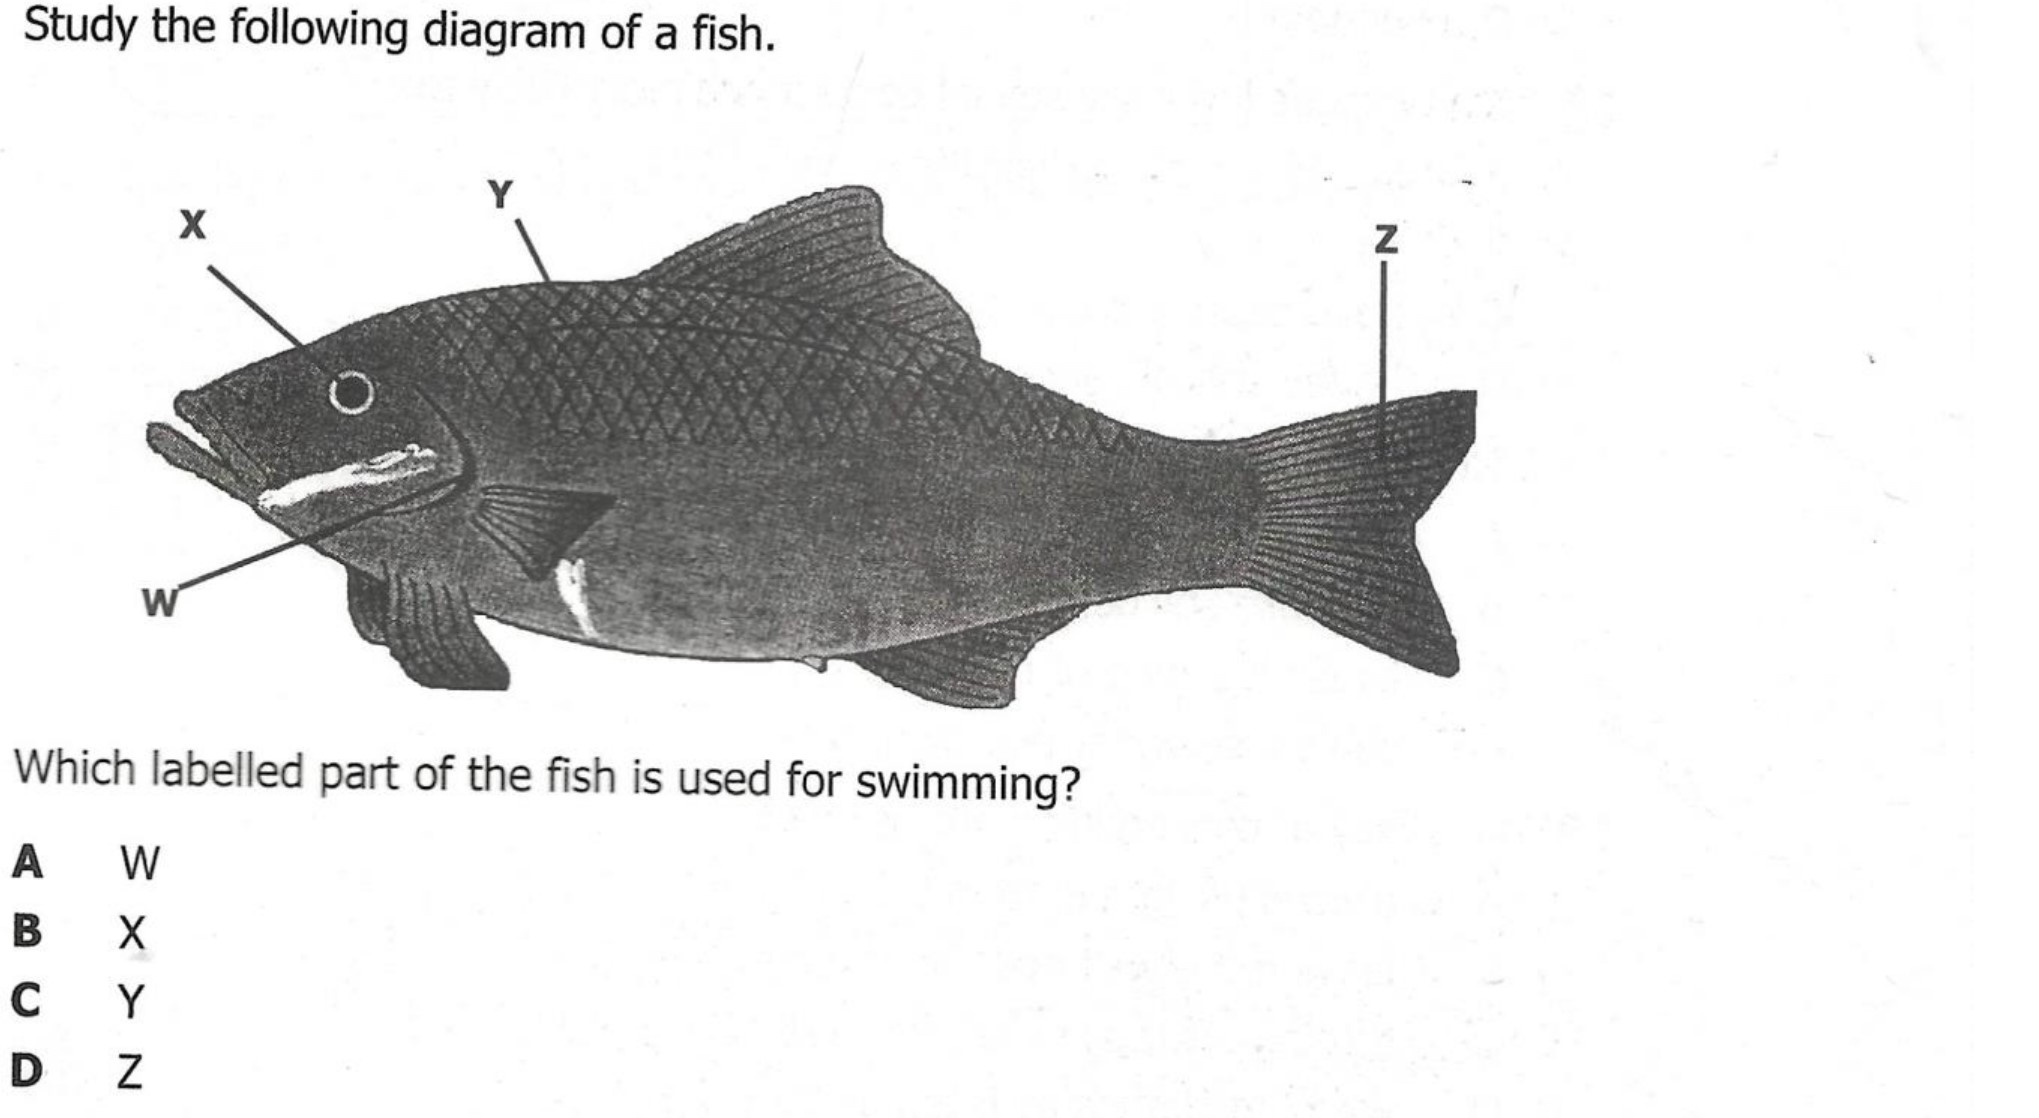 Study the following diagram of a fish.
X
Y
Z
W
Which labelled part of the fish is used for swimming?
A W
B X
C Y
D Z